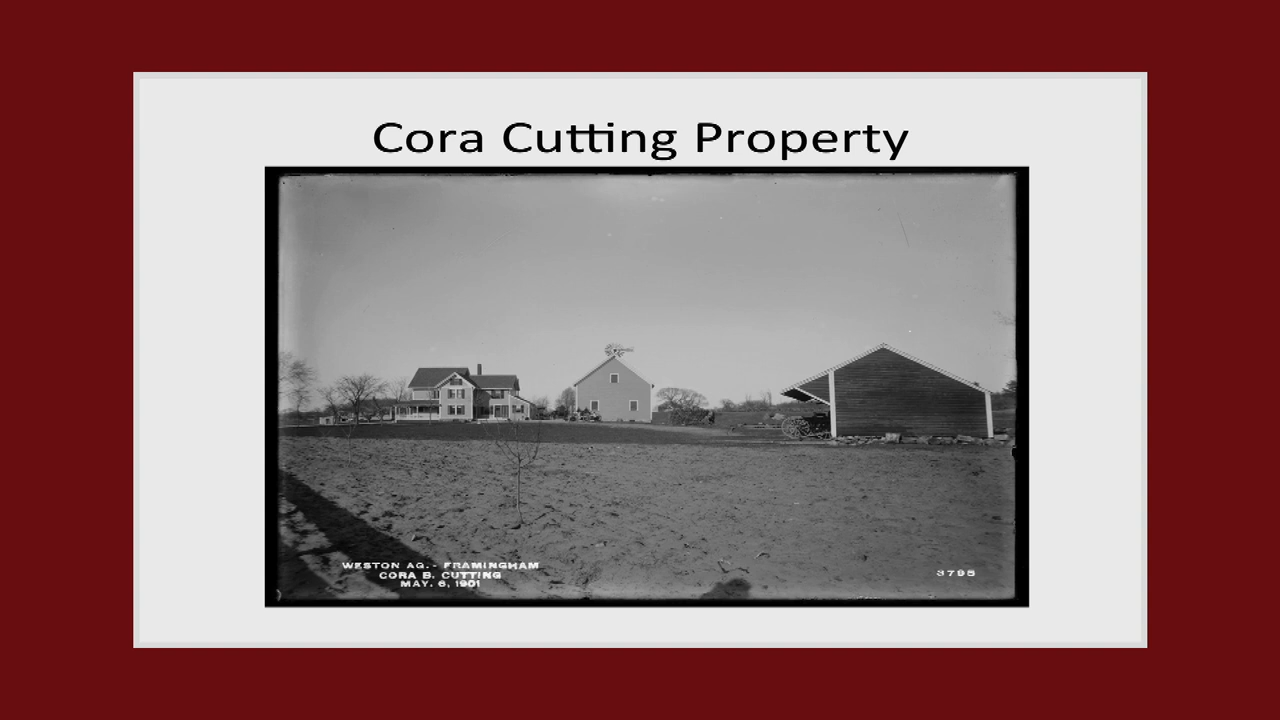 Cora Cutting Property
WESTON AQ. - FRAMINGHAM
CORA B. CUTTING
MAY. 6, 1901
3795